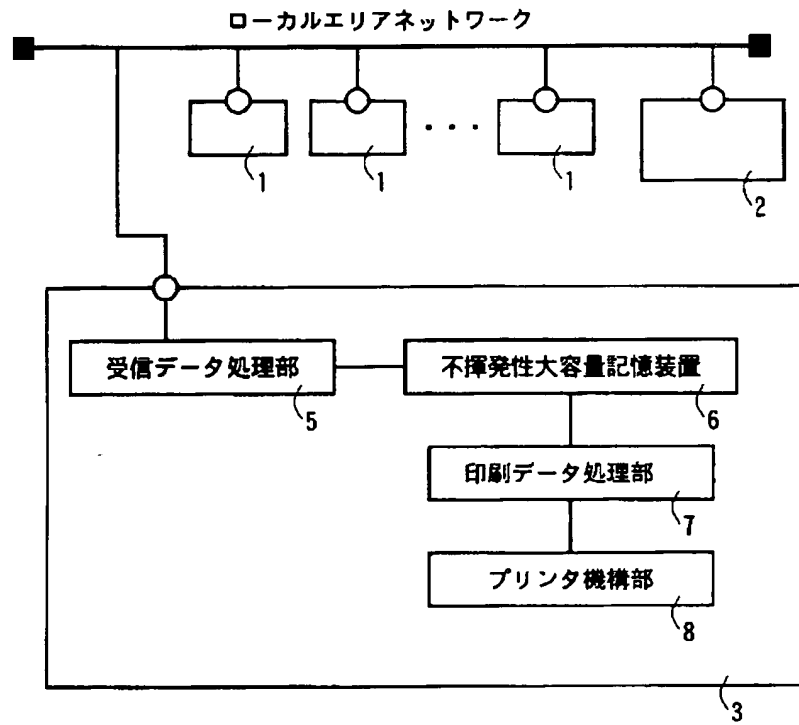 ローカルエリアネットワーク
1
1
・・・
1
2
受信データ処理部
5
不揮発性大容量記憶装置
6
印刷データ処理部
7
プリンタ機構部
8
3